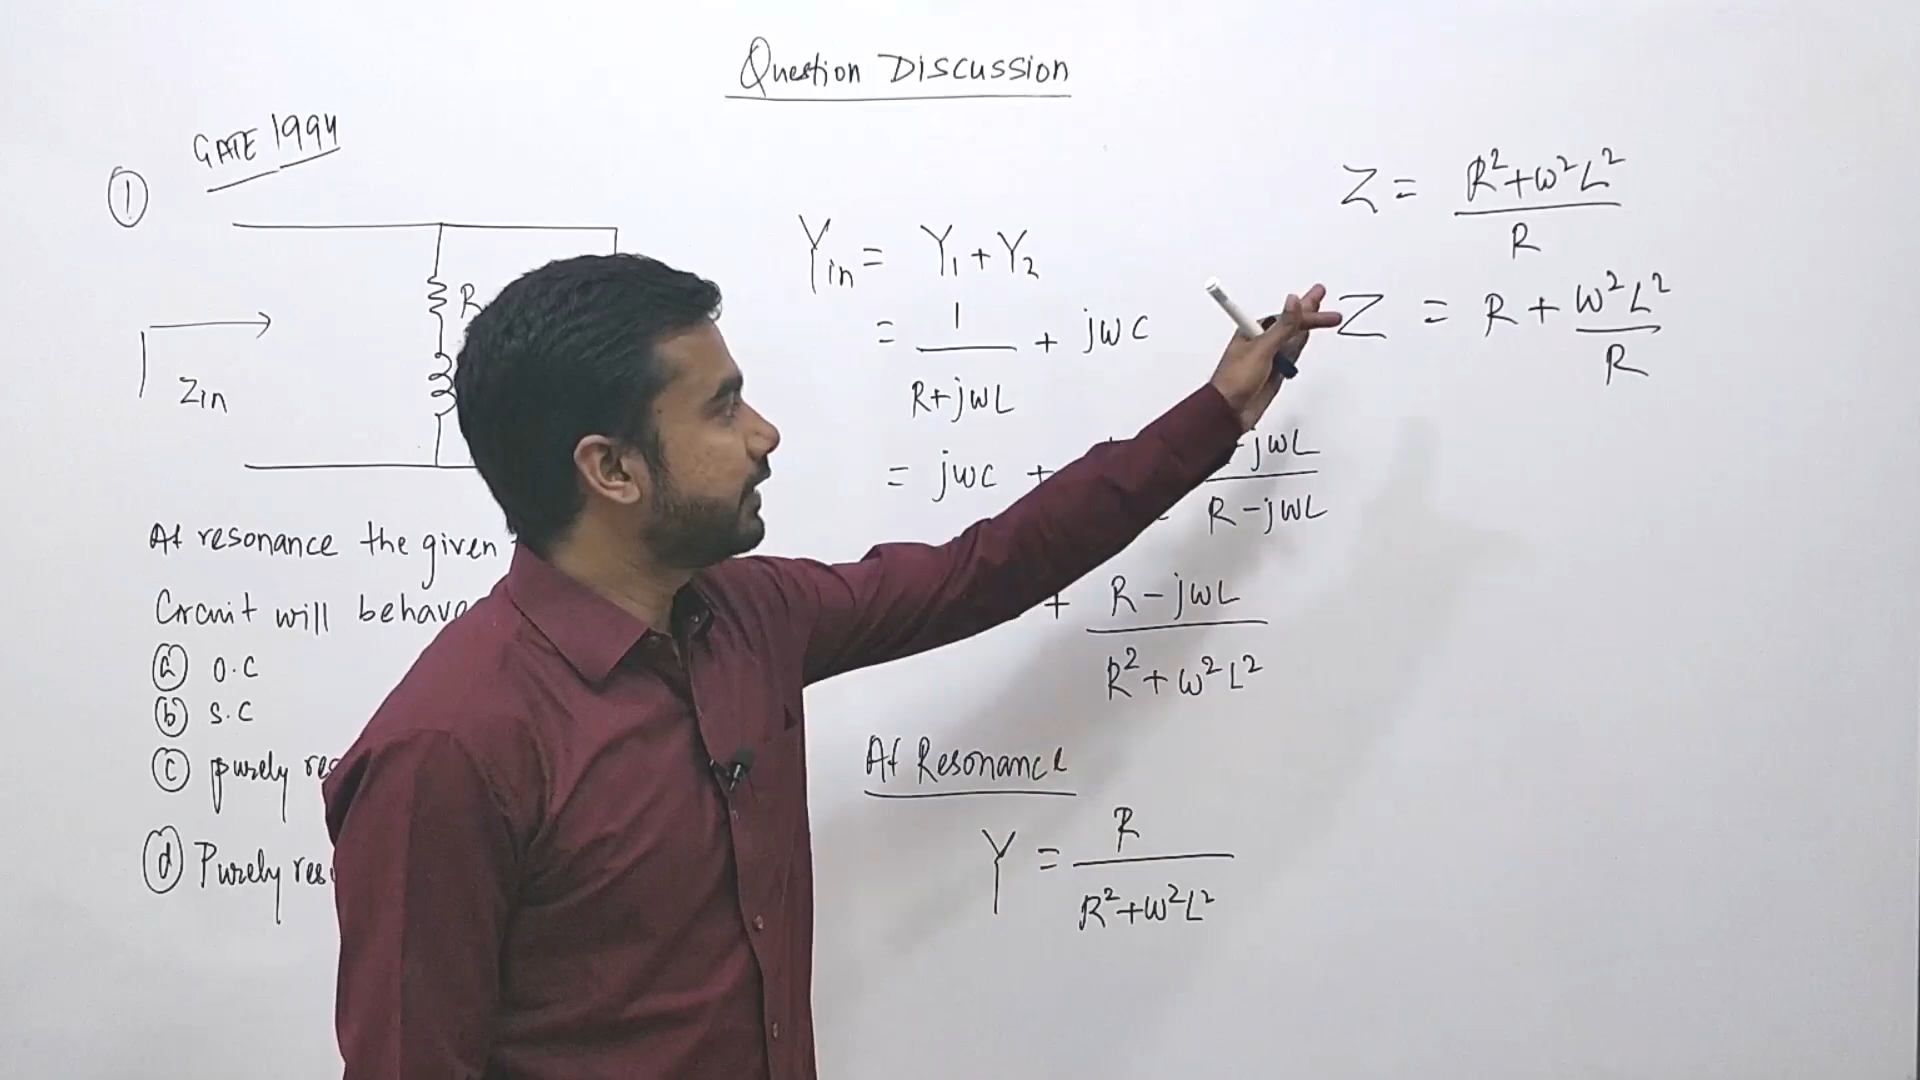 Question Discussion
GATE 1994
①
R
Zin
At resonance the given
Crcuit will behave
ⓐ O.C
ⓑ S.C
ⓒ purely
ⓓ Purely
Yin = Y₁ + Y₂
= 1/(R+jωL) + jωC
= jωC +
-jωL
R-jωL
+ (R-jωL)/(R²+ω²L²)
At Resonance
Y = R/(R²+ω²L²)
Z = (R²+ω²L²)/R
Z = R + ω²L²/R